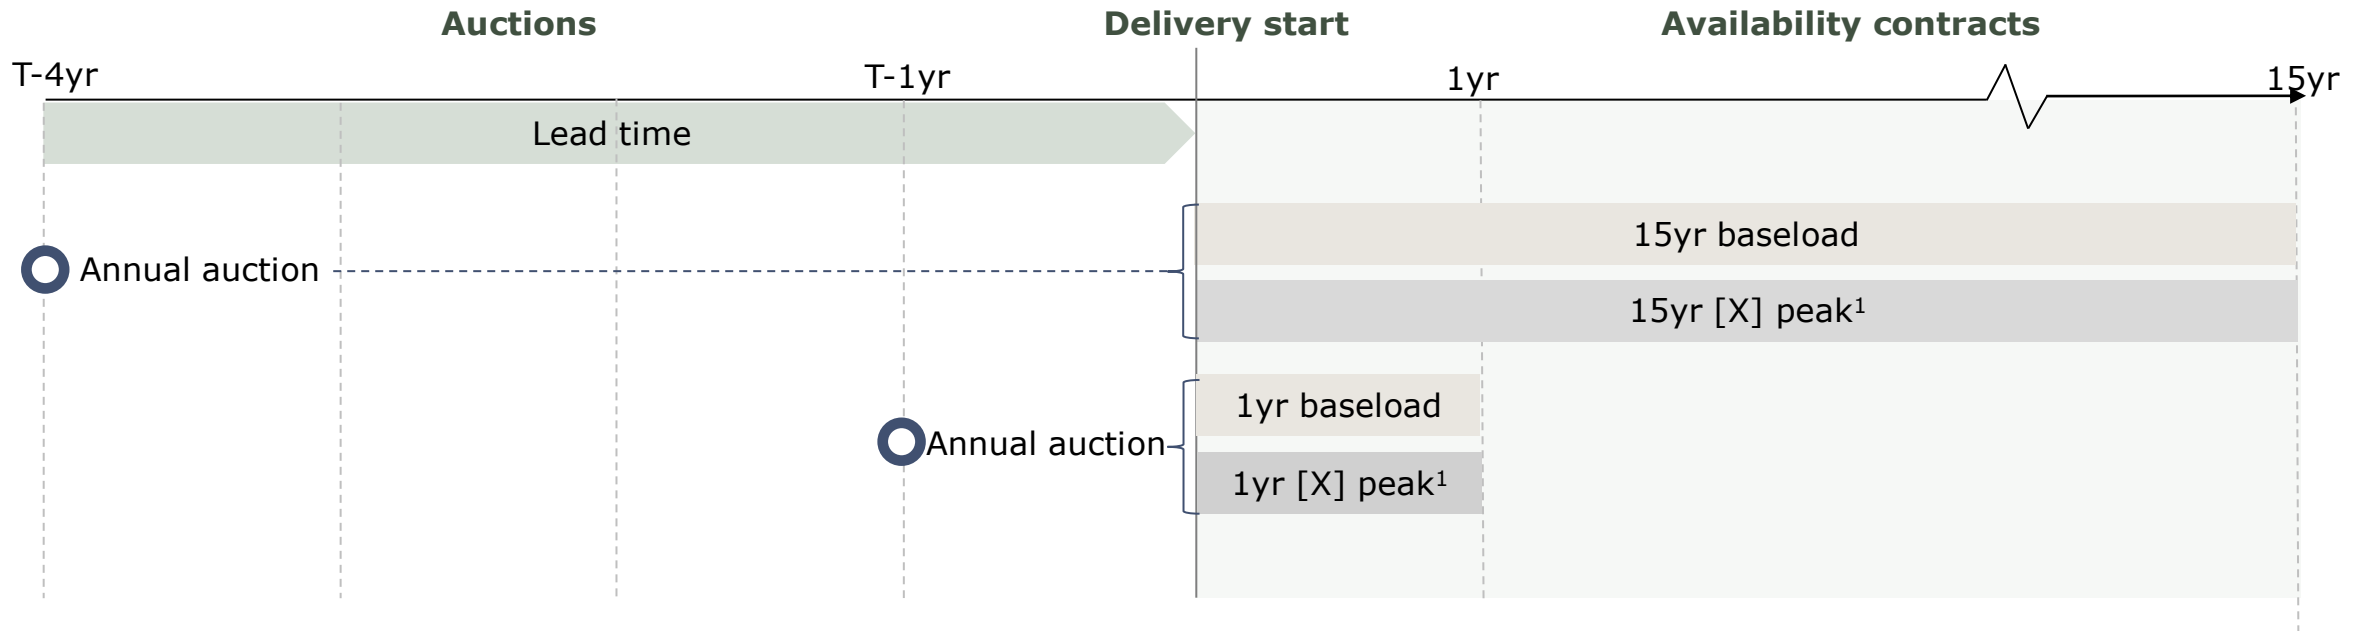 Auctions
Delivery start
Availability contracts
T-4yr
T-1yr
1yr
15yr
Lead time
15yr baseload
Annual auction
15yr [X] peak¹
1yr baseload
Annual auction
1yr [X] peak¹